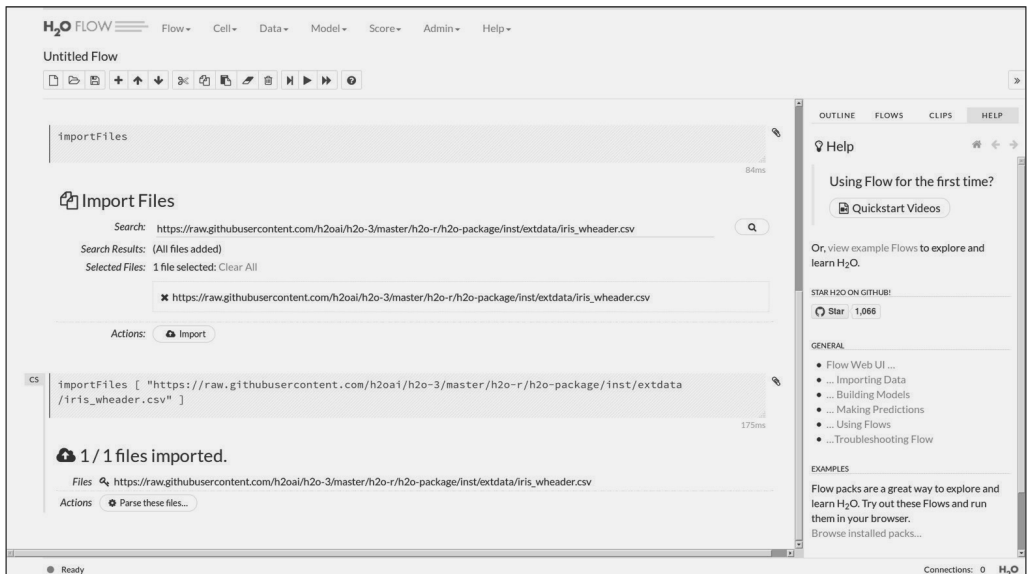 H2O FLOW Flow Cell Data Model Score Admin Help
Untitled Flow
OUTLINE FLOWS CLIPS HELP
importFiles
84ms
Import Files
Search: https://raw.githubusercontent.com/h2oai/h2o-3/master/h2o-r/h2o-package/inst/extdata/iris_wheader.csv
Search Results: (All files added)
Selected Files: 1 file selected: Clear All
✖ https://raw.githubusercontent.com/h2oai/h2o-3/master/h2o-r/h2o-package/inst/extdata/iris_wheader.csv
Actions: Import
CS
importFiles [ "https://raw.githubusercontent.com/h2oai/h2o-3/master/h2o-r/h2o-package/inst/extdata
/iris_wheader.csv" ]
175ms
1 / 1 files imported.
Files https://raw.githubusercontent.com/h2oai/h2o-3/master/h2o-r/h2o-package/inst/extdata/iris_wheader.csv
Actions Parse these files...
Help
Using Flow for the first time?
Quickstart Videos
Or, view example Flows to explore and
learn H2O.
STAR H2O ON GITHUB!
Star 1,066
GENERAL
• Flow Web UI ...
• ... Importing Data
• ... Building Models
• ... Making Predictions
• ... Using Flows
• ...Troubleshooting Flow
EXAMPLES
Flow packs are a great way to explore and
learn H2O. Try out these Flows and run
them in your browser.
Browse installed packs...
Ready
Connections: 0 H2O